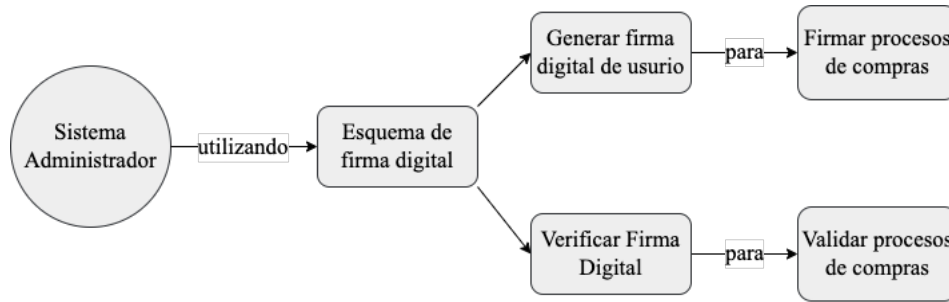 Sistema
Administrador
utilizando
Esquema de
firma digital
Generar firma
digital de usurio
para
Firmar procesos
de compras
Verificar Firma
Digital
para
Validar procesos
de compras